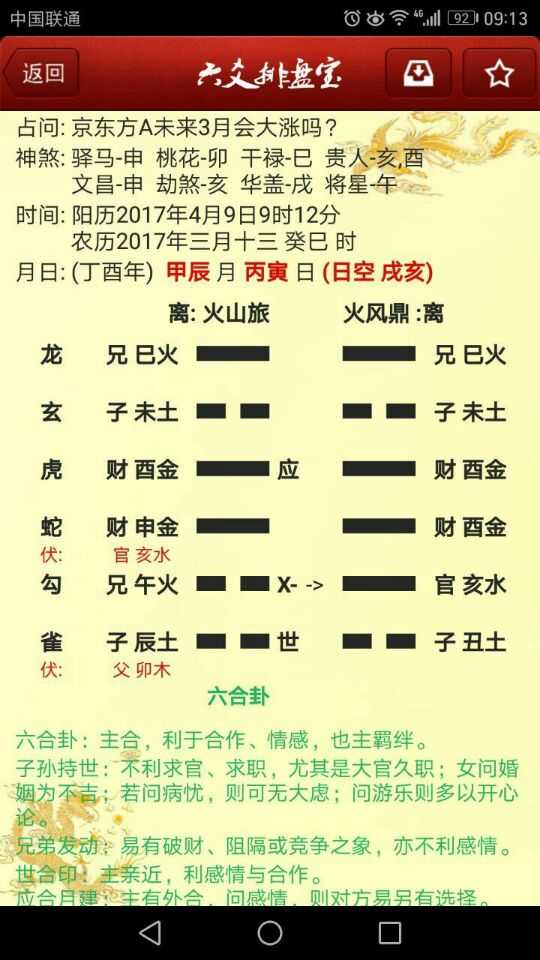 中国联通 4G 92 09:13
返回 六爻排盘宝
占问: 京东方A未来3月会大涨吗?
神煞: 驿马-申 桃花-卯 干禄-巳 贵人-亥,酉
文昌-申 劫煞-亥 华盖-戌 将星-午
时间: 阳历2017年4月9日9时12分
农历2017年三月十三 癸巳 时
月日: (丁酉年) 甲辰 月 丙寅 日 (日空 戌亥)
离: 火山旅 火风鼎 :离
龙 兄 巳火 兄 巳火
玄 子 未土 子 未土
虎 财 酉金 应 财 酉金
蛇 财 申金 财 酉金
伏: 官 亥水
勾 兄 午火 X- -> 官 亥水
雀 子 辰土 世 子 丑土
伏: 父 卯木
六合卦
六合卦: 主合, 利于合作、情感, 也主羁绊。
子孙持世: 不利求官、求职, 尤其是大官久职; 女问婚
姻为不吉; 若问病忧, 则可无大虑; 问游乐则多以开心
论。
兄弟发动: 易有破财、阻隔或竞争之象, 亦不利感情。
世合印: 主亲近, 利感情与合作。
应合月建: 主有外合, 问感情, 则对方易另有选择。